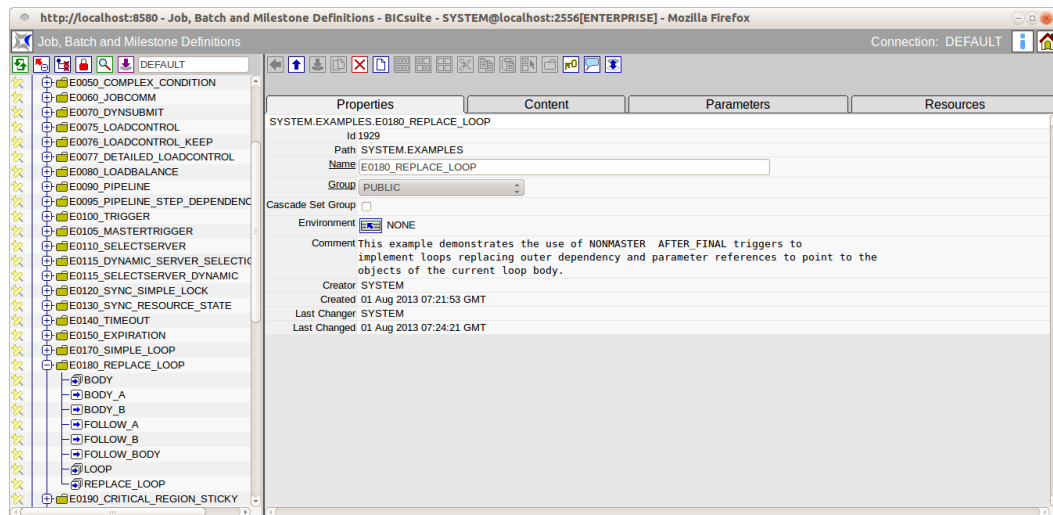 http://localhost:8580 - Job, Batch and Milestone Definitions - BICsuite - SYSTEM@localhost:2556[ENTERPRISE] - Mozilla Firefox
Job, Batch and Milestone Definitions
Connection: DEFAULT
DEFAULT
E0050_COMPLEX_CONDITION
E0060_JOBCOMM
E0070_DYNSUBMIT
E0075_LOADCONTROL
E0076_LOADCONTROL_KEEP
E0077_DETAILED_LOADCONTROL
E0080_LOADBALANCE
E0090_PIPELINE
E0095_PIPELINE_STEP_DEPENDENC
E0100_TRIGGER
E0105_MASTERTRIGGER
E0110_SELECTSERVER
E0115_DYNAMIC_SERVER_SELECTIO
E0115_SELECTSERVER_DYNAMIC
E0120_SYNC_SIMPLE_LOCK
E0130_SYNC_RESOURCE_STATE
E0140_TIMEOUT
E0150_EXPIRATION
E0170_SIMPLE_LOOP
E0180_REPLACE_LOOP
BODY
BODY_A
BODY_B
FOLLOW_A
FOLLOW_B
FOLLOW_BODY
LOOP
REPLACE_LOOP
E0190_CRITICAL_REGION_STICKY
Properties Content Parameters Resources
SYSTEM.EXAMPLES.E0180_REPLACE_LOOP
Id 1929
Path SYSTEM.EXAMPLES
Name E0180_REPLACE_LOOP
Group PUBLIC
Cascade Set Group
Environment NONE
Comment This example demonstrates the use of NONMASTER AFTER_FINAL triggers to
implement loops replacing outer dependency and parameter references to point to the
objects of the current loop body.
Creator SYSTEM
Created 01 Aug 2013 07:21:53 GMT
Last Changer SYSTEM
Last Changed 01 Aug 2013 07:24:21 GMT